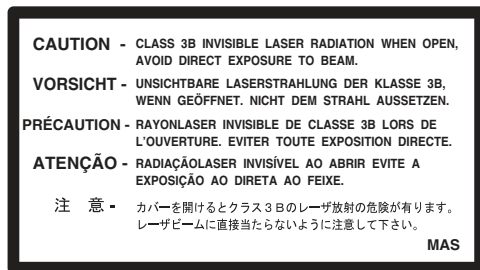 CAUTION - CLASS 3B INVISIBLE LASER RADIATION WHEN OPEN,
AVOID DIRECT EXPOSURE TO BEAM.
VORSICHT - UNSICHTBARE LASERSTRAHLUNG DER KLASSE 3B,
WENN GEÖFFNET. NICHT DEM STRAHL AUSSETZEN.
PRÉCAUTION - RAYONLASER INVISIBLE DE CLASSE 3B LORS DE
L'OUVERTURE. EVITER TOUTE EXPOSITION DIRECTE.
ATENÇÃO - RADIAÇÃOLASER INVISÍVEL AO ABRIR EVITE A
EXPOSIÇÃO AO DIRETA AO FEIXE.
注 意 - カバーを開けるとクラス3Bのレーザ放射の危険が有ります。
レーザビームに直接当たらないように注意して下さい。
MAS